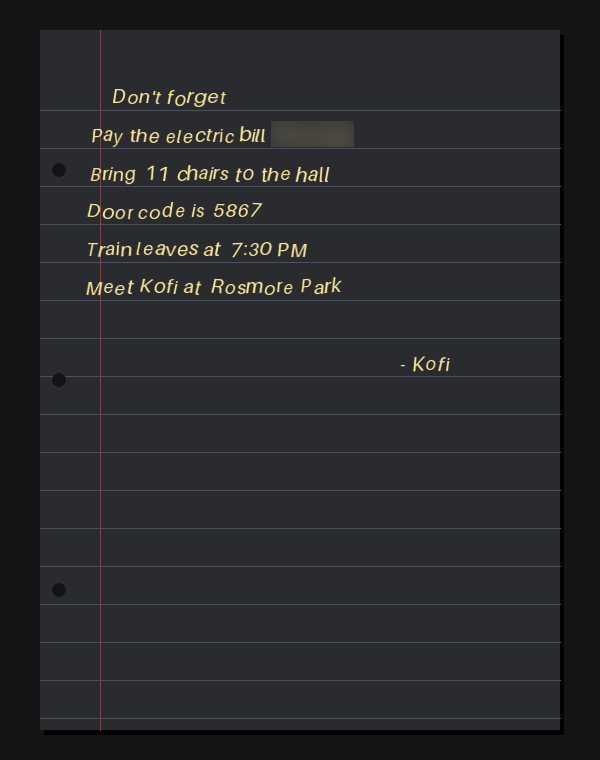 Don't forget
Pay the electric bill
Bring 11 chairs to the hall
Door code is 5867
Train leaves at 7:30 PM
Meet Kofi at Rosmore Park
- Kofi